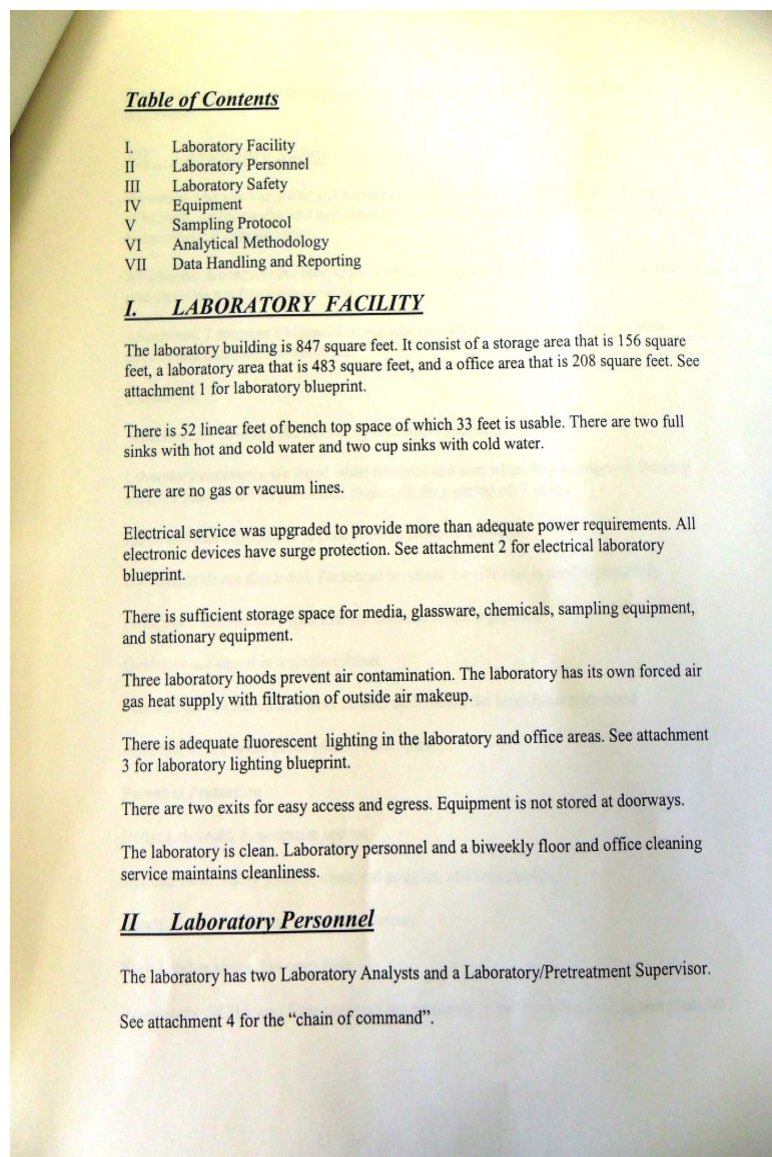 Table of Contents
I. Laboratory Facility
II Laboratory Personnel
III Laboratory Safety
IV Equipment
V Sampling Protocol
VI Analytical Methodology
VII Data Handling and Reporting
I. LABORATORY FACILITY
The laboratory building is 847 square feet. It consist of a storage area that is 156 square
feet, a laboratory area that is 483 square feet, and a office area that is 208 square feet. See
attachment 1 for laboratory blueprint.
There is 52 linear feet of bench top space of which 33 feet is usable. There are two full
sinks with hot and cold water and two cup sinks with cold water.
There are no gas or vacuum lines.
Electrical service was upgraded to provide more than adequate power requirements. All
electronic devices have surge protection. See attachment 2 for electrical laboratory
blueprint.
There is sufficient storage space for media, glassware, chemicals, sampling equipment,
and stationary equipment.
Three laboratory hoods prevent air contamination. The laboratory has its own forced air
gas heat supply with filtration of outside air makeup.
There is adequate fluorescent lighting in the laboratory and office areas. See attachment
3 for laboratory lighting blueprint.
There are two exits for easy access and egress. Equipment is not stored at doorways.
The laboratory is clean. Laboratory personnel and a biweekly floor and office cleaning
service maintains cleanliness.
II Laboratory Personnel
The laboratory has two Laboratory Analysts and a Laboratory/Pretreatment Supervisor.
See attachment 4 for the “chain of command”.